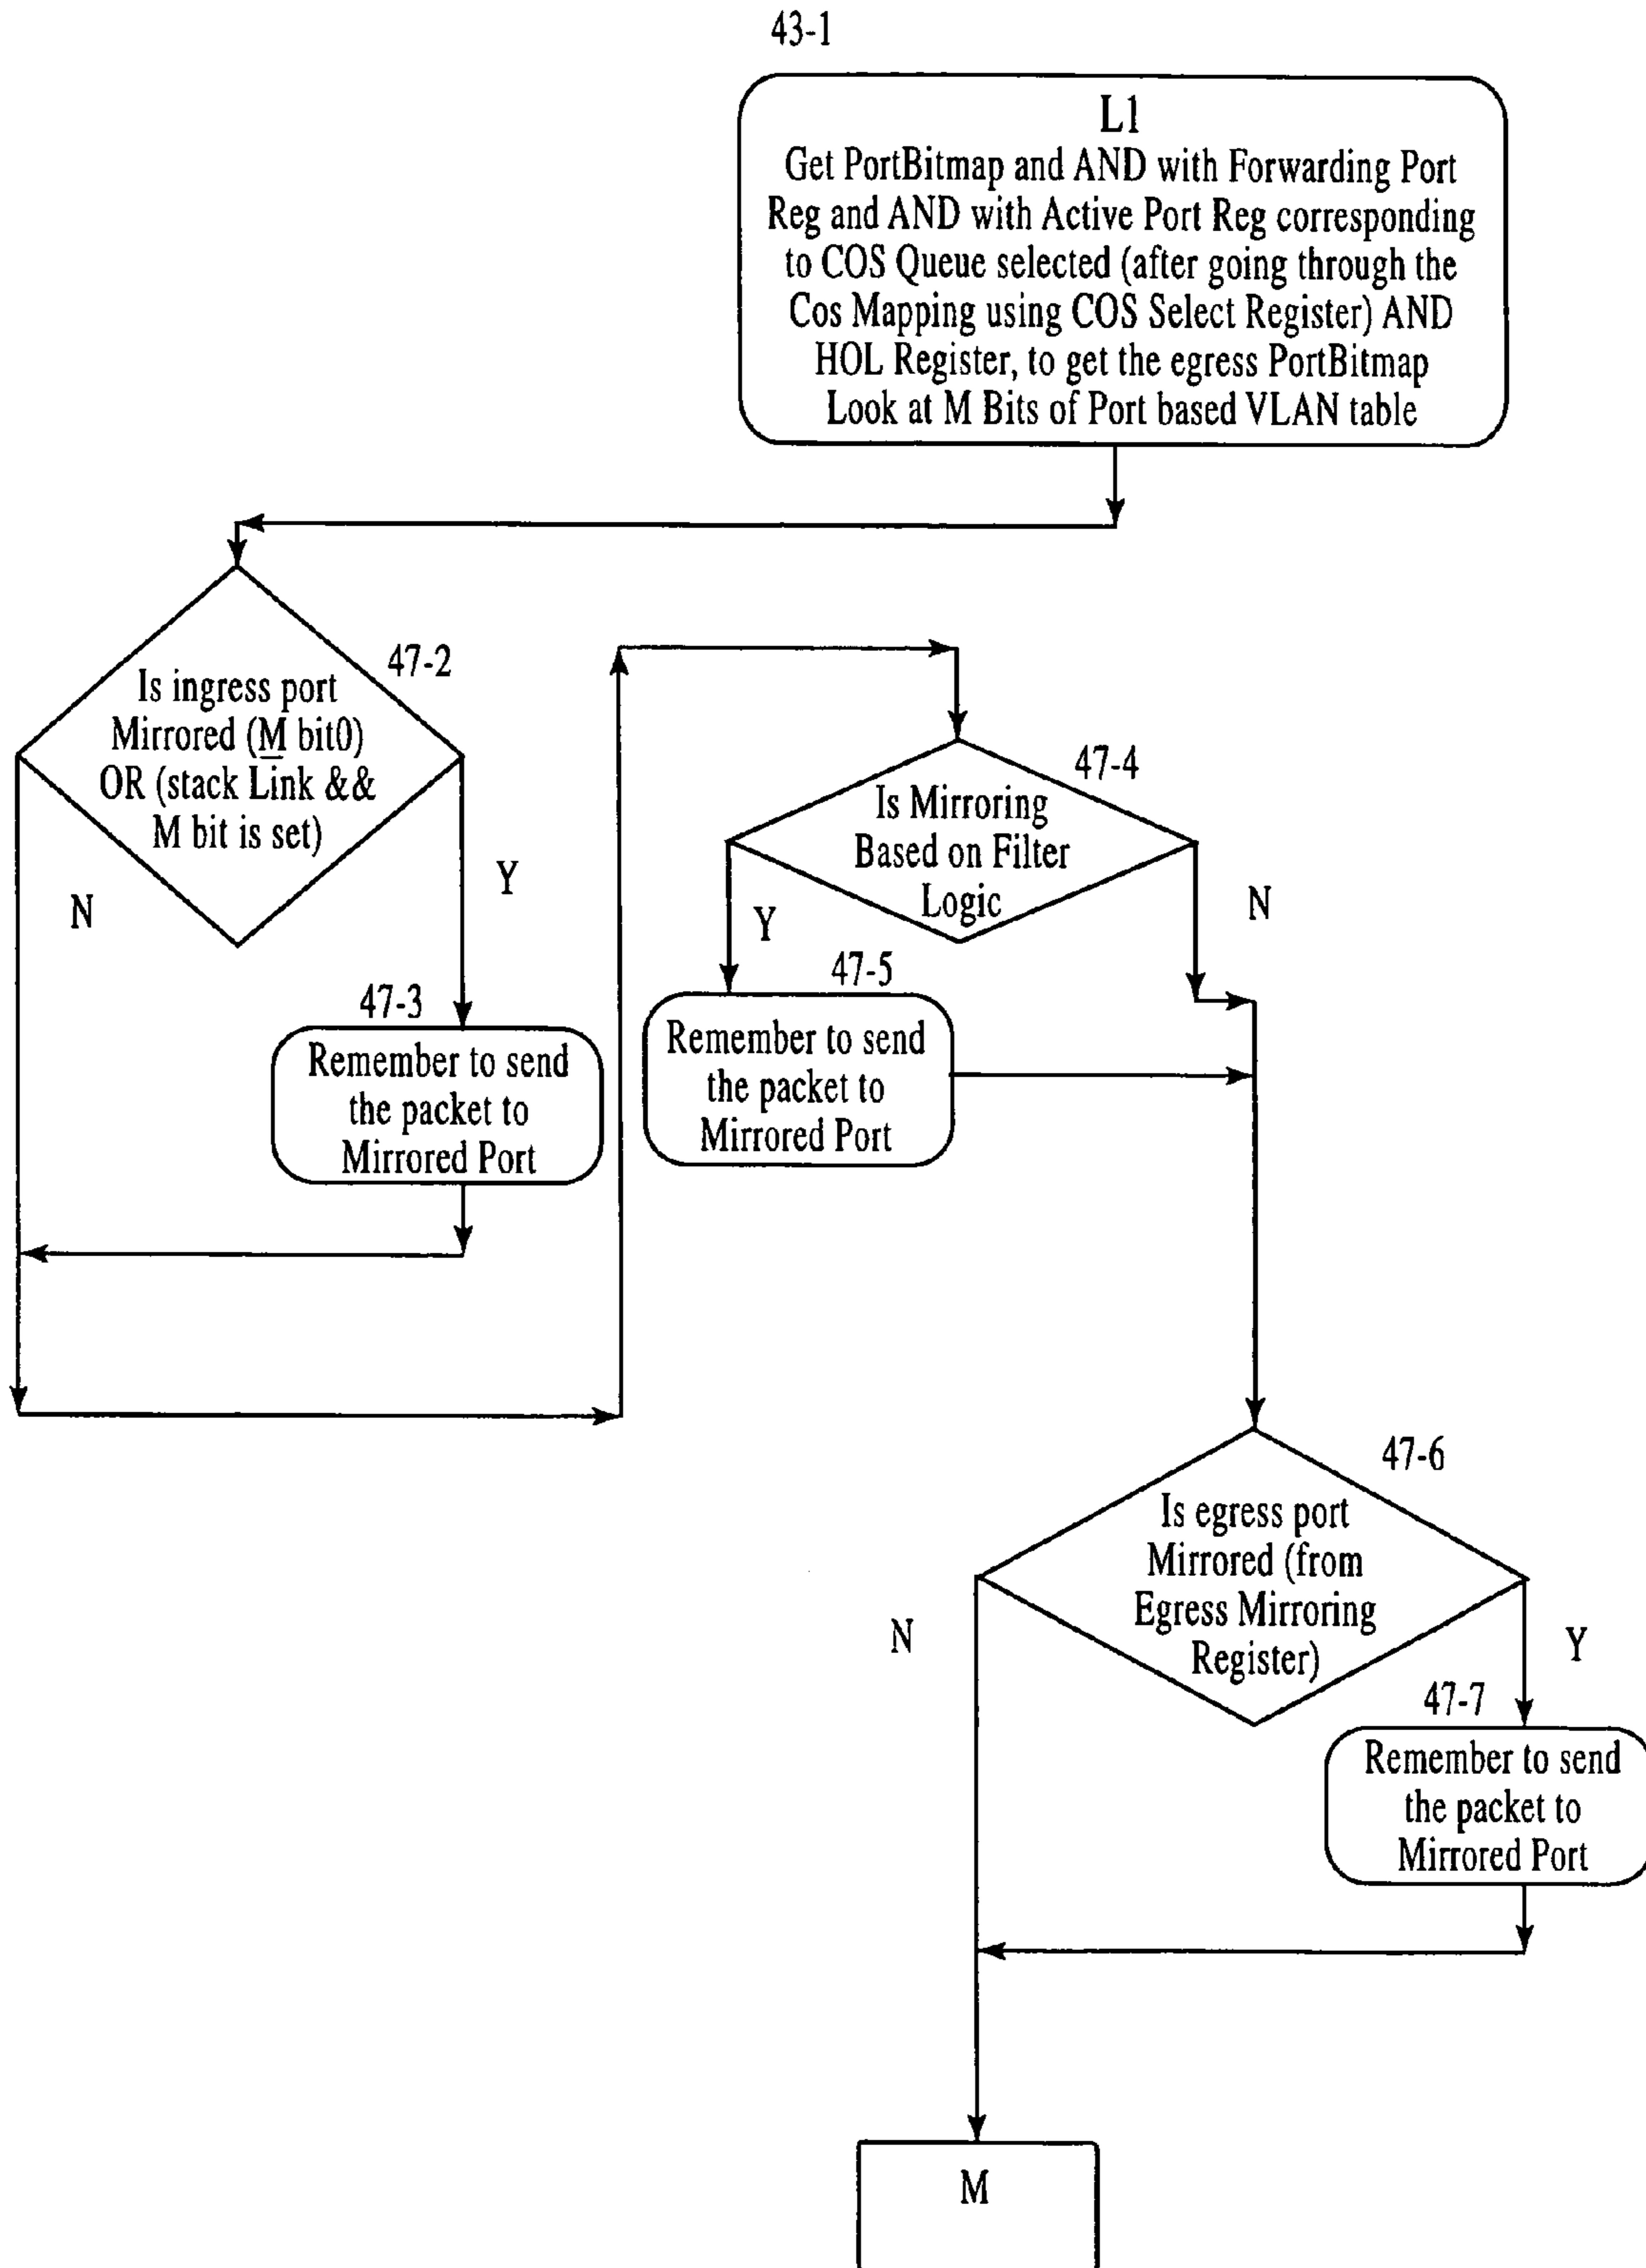 43-1
L1
Get PortBitmap and AND with Forwarding Port
Reg and AND with Active Port Reg corresponding
to COS Queue selected (after going through the
Cos Mapping using COS Select Register) AND
HOL Register, to get the egress PortBitmap
Look at M Bits of Port based VLAN table
47-2
Is ingress port
Mirrored (M bit0)
OR (stack Link &&
M bit is set)
N
Y
47-3
Remember to send
the packet to
Mirrored Port
47-4
Is Mirroring
Based on Filter
Logic
Y
N
47-5
Remember to send
the packet to
Mirrored Port
47-6
Is egress port
Mirrored (from
Egress Mirroring
Register)
N
Y
47-7
Remember to send
the packet to
Mirrored Port
M